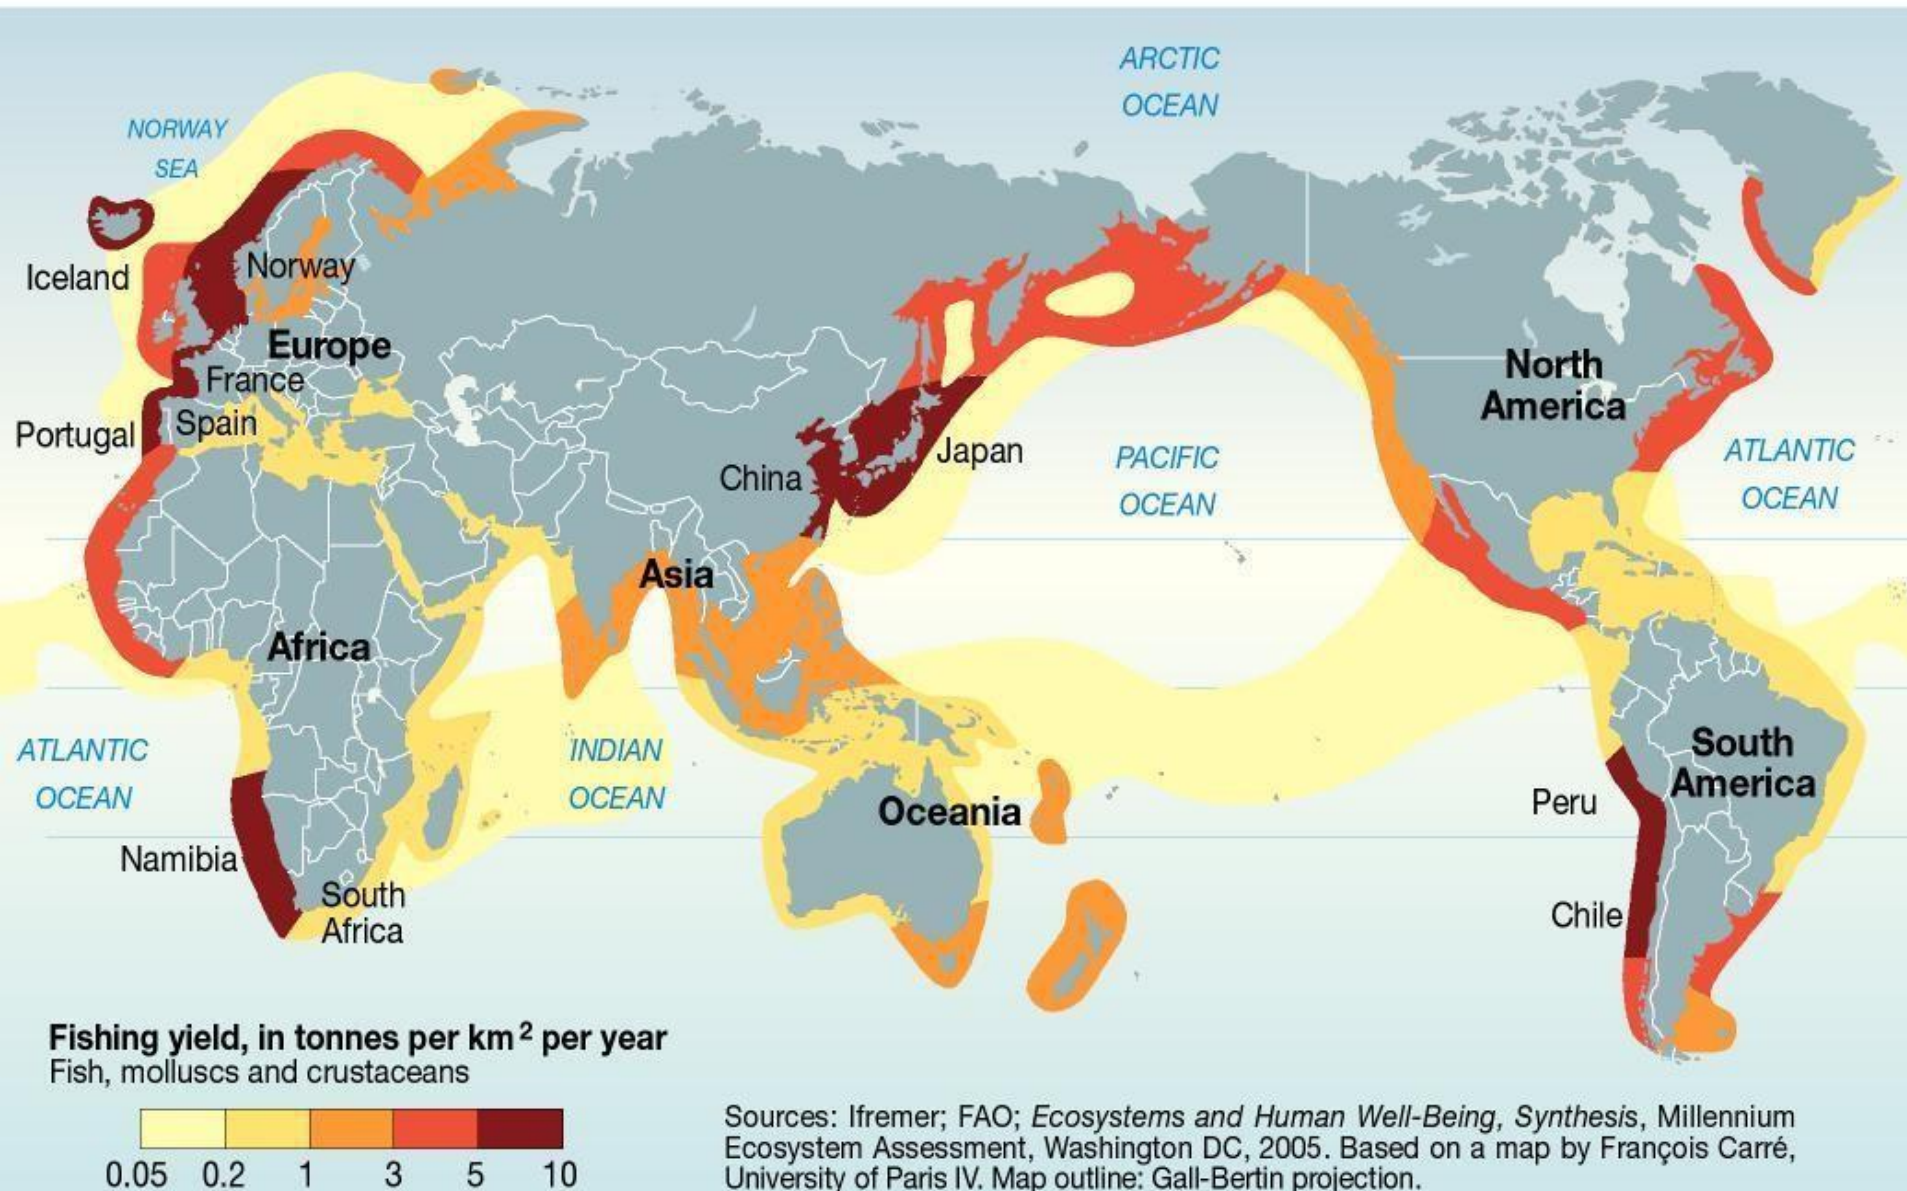 ARCTIC
OCEAN
NORWAY
SEA
Iceland
Norway
Europe
France
Portugal
Spain
North
America
Japan
China
PACIFIC
OCEAN
ATLANTIC
OCEAN
Asia
Africa
ATLANTIC
OCEAN
INDIAN
OCEAN
South
America
Oceania
Peru
Namibia
South
Africa
Chile
Fishing yield, in tonnes per km² per year
Fish, molluscs and crustaceans
0.05 0.2 1 3 5 10
Sources: Ifremer; FAO; Ecosystems and Human Well-Being, Synthesis, Millennium
Ecosystem Assessment, Washington DC, 2005. Based on a map by François Carré,
University of Paris IV. Map outline: Gall-Bertin projection.